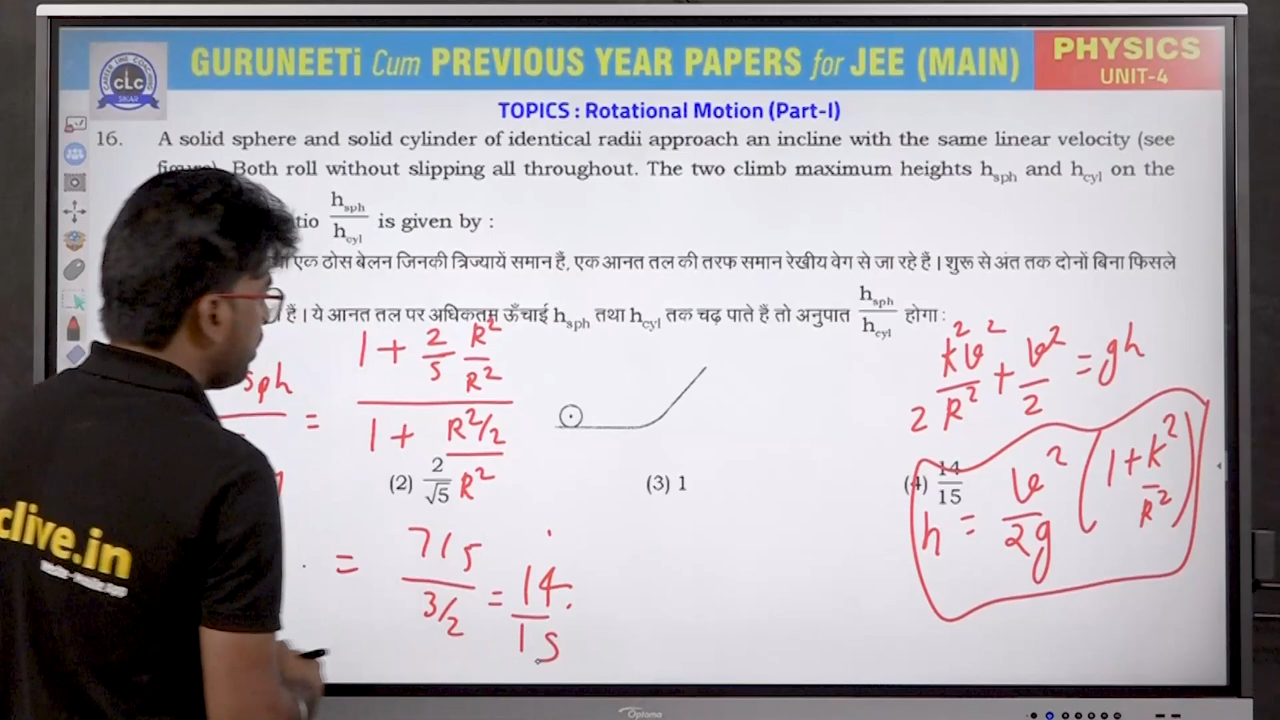 GURUNEETi Cum PREVIOUS YEAR PAPERS for JEE (MAIN)
PHYSICS
UNIT-4
CLC
SIKAR
TOPICS : Rotational Motion (Part-I)
16. A solid sphere and solid cylinder of identical radii approach an incline with the same linear velocity (see
figure). Both roll without slipping all throughout. The two climb maximum heights h_sph and h_cyl on the
tio h_sph/h_cyl is given by :
एक ठोस बेलन जिनकी त्रिज्यायें समान हैं, एक आनत तल की तरफ समान रेखीय वेग से जा रहे हैं। शुरू से अंत तक दोनों बिना फिसले
हैं। ये आनत तल पर अधिकतम ऊँचाई h_sph तथा h_cyl तक चढ़ पाते हैं तो अनुपात h_sph/h_cyl होगा :
(2) 2/√5
(3) 1
(4) 14/15
sph = (1 + 2/5 R²/R²) / (1 + (R²/2)/R²)
= (7/5)/(3/2) = 14/15
k²v²/2R² + v²/2 = gh
h = v²/2g (1 + k²/R²)
clive.in
Optoma